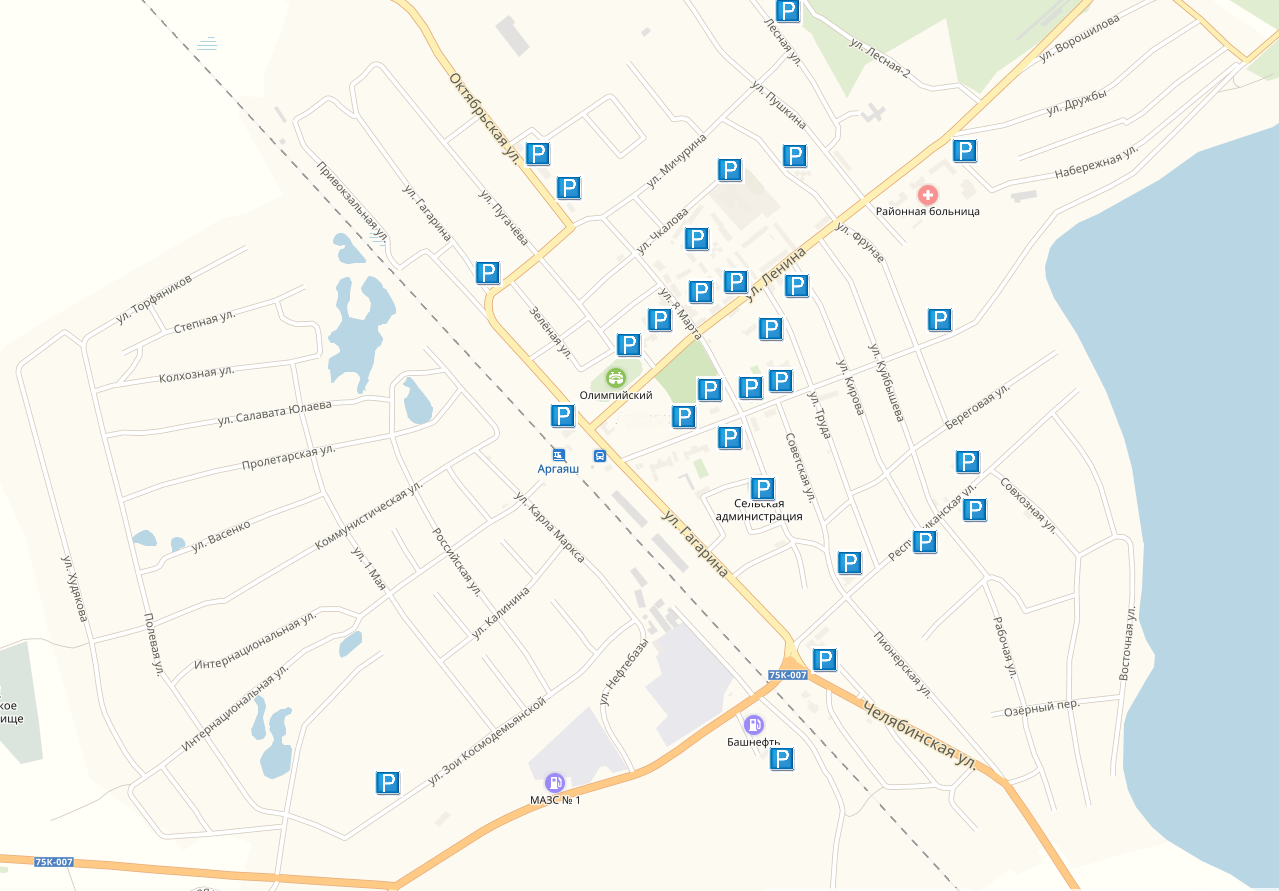 ул. Ворошилова
Лесная ул.
ул. Лесная-2
Октябрьская ул.
ул. Пушкина
ул. Дружбы
ул. Мичурина
Набережная ул.
Привокзальная ул.
ул. Гагарина
ул. Пугачёва
Районная больница
ул. Чкалова
ул. Фрунзе
ул. Ленина
ул. Торфяников
Степная ул.
ул. 8 Марта
Зелёная ул.
Колхозная ул.
ул. Кирова
ул. Куйбышева
Олимпийский
ул. Салавата Юлаева
ул. Труда
Береговая ул.
Пролетарская ул.
Аргаяш
Советская ул.
Коммунистическая ул.
ул. Карла Маркса
Сельская
администрация
Совхозная ул.
ул. Васенко
ул. Гагарина
Российская ул.
ул. 1 Мая
ул. Худякова
ул. Калинина
Полевая ул.
Интернациональная ул.
Рабочая ул.
Восточная ул.
Пионерская ул.
ул. Нефтебазы
75К-007
Интернациональная ул.
Озёрный пер.
кое
ище
Челябинская ул.
ул. Зои Космодемьянской
Башнефть
МАЗС № 1
75К-007